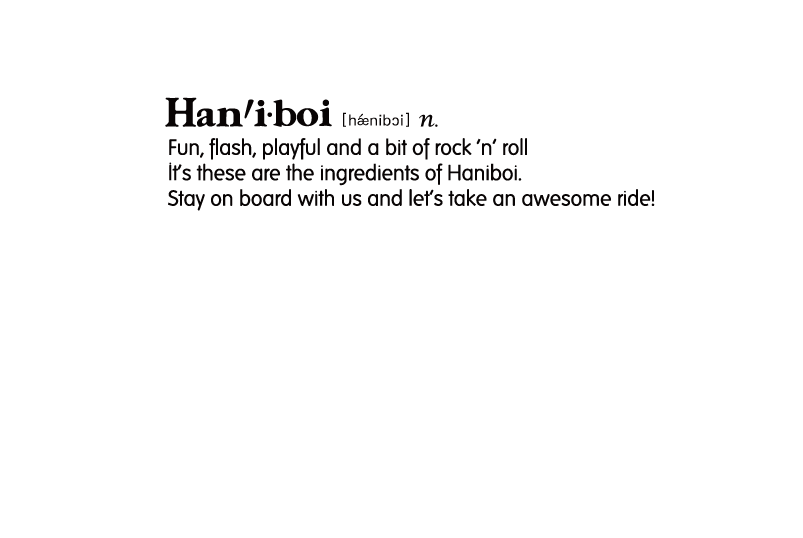 Han′i·boi [hǽnibɔi] n.
Fun, flash, playful and a bit of rock ’n’ roll
İt’s these are the ingredients of Haniboi.
Stay on board with us and let’s take an awesome ride!